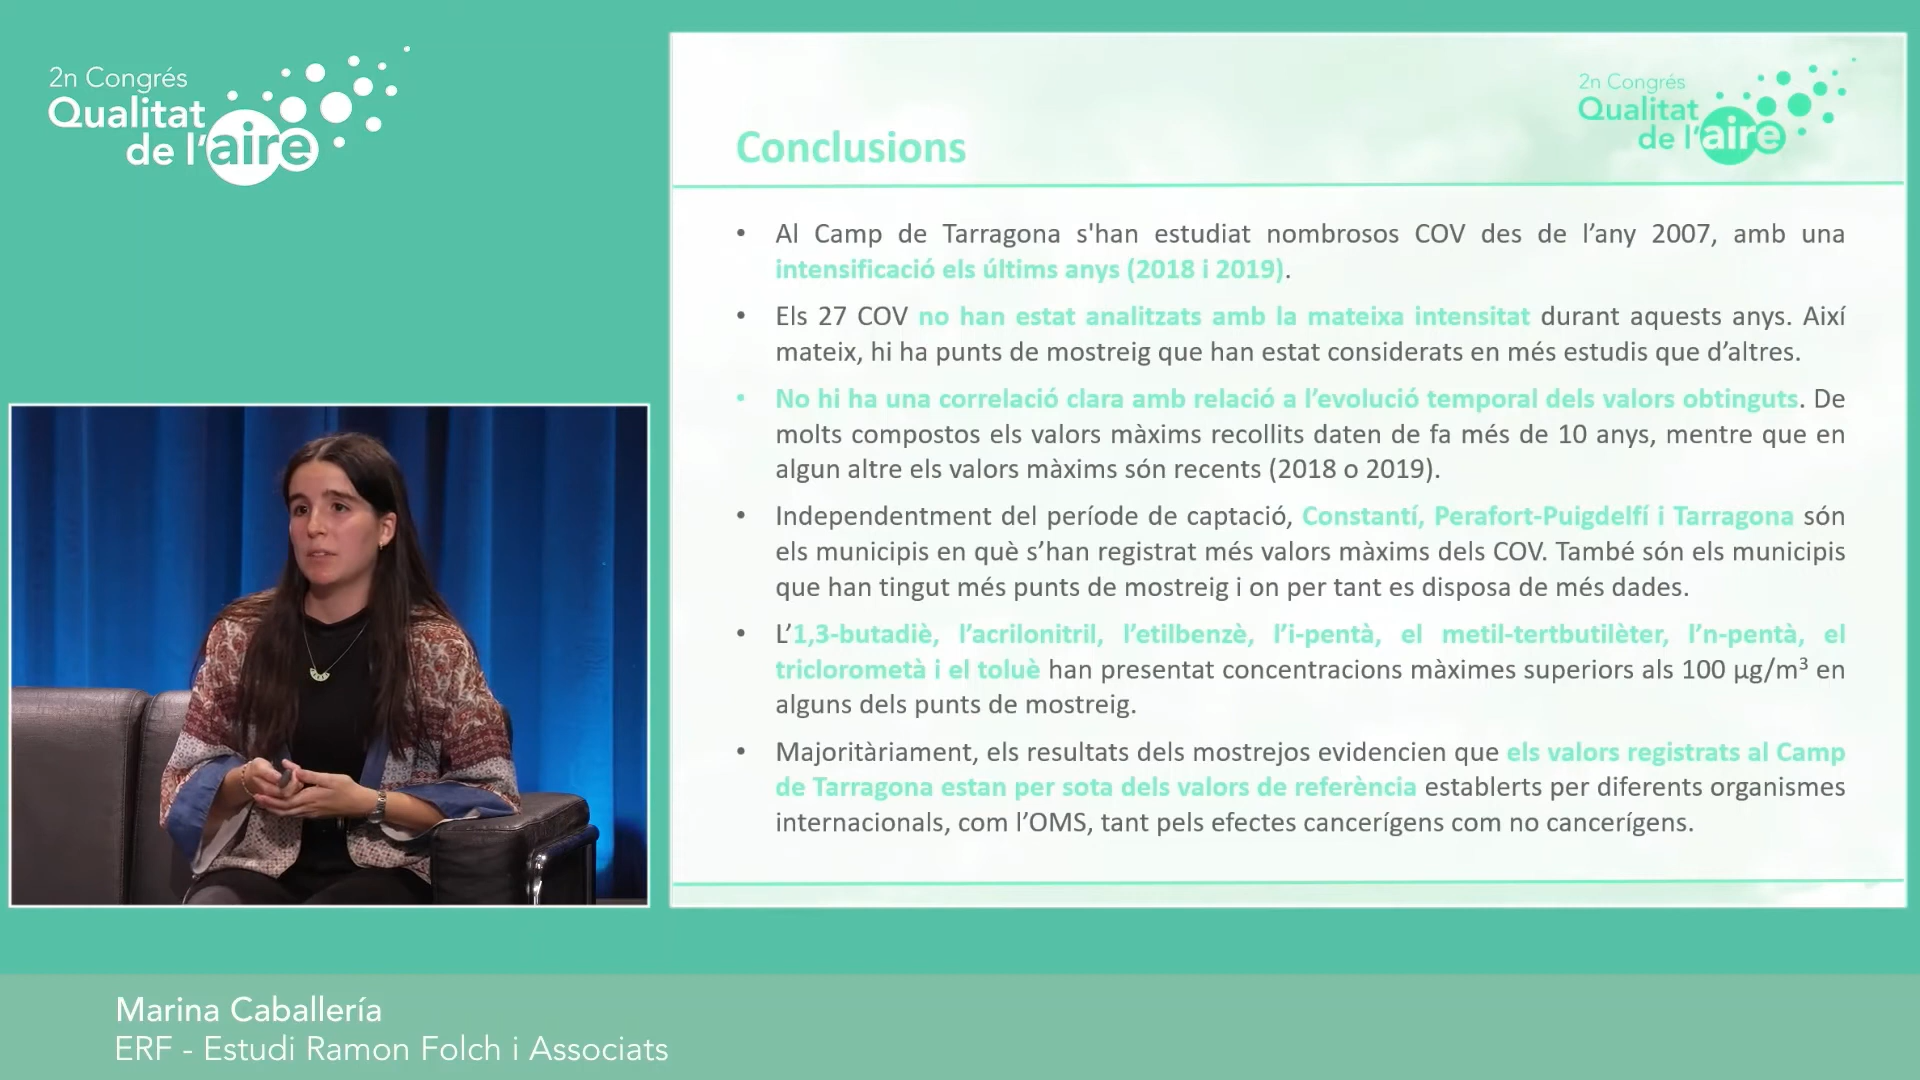 2n Congrés
Qualitat
de l'aire
2n Congrés
Qualitat
de l'aire
Conclusions
• Al Camp de Tarragona s'han estudiat nombrosos COV des de l’any 2007, amb una
intensificació els últims anys (2018 i 2019).
• Els 27 COV no han estat analitzats amb la mateixa intensitat durant aquests anys. Així
mateix, hi ha punts de mostreig que han estat considerats en més estudis que d’altres.
• No hi ha una correlació clara amb relació a l’evolució temporal dels valors obtinguts. De
molts compostos els valors màxims recollits daten de fa més de 10 anys, mentre que en
algun altre els valors màxims són recents (2018 o 2019).
• Independentment del període de captació, Constantí, Perafort-Puigdelfí i Tarragona són
els municipis en què s’han registrat més valors màxims dels COV. També són els municipis
que han tingut més punts de mostreig i on per tant es disposa de més dades.
• L’1,3-butadiè, l’acrilonitril, l’etilbenzè, l’i-pentà, el metil-tertbutilèter, l’n-pentà, el
triclorometà i el toluè han presentat concentracions màximes superiors als 100 µg/m³ en
alguns dels punts de mostreig.
• Majoritàriament, els resultats dels mostrejos evidencien que els valors registrats al Camp
de Tarragona estan per sota dels valors de referència establerts per diferents organismes
internacionals, com l’OMS, tant pels efectes cancerígens com no cancerígens.
Marina Caballería
ERF - Estudi Ramon Folch i Associats